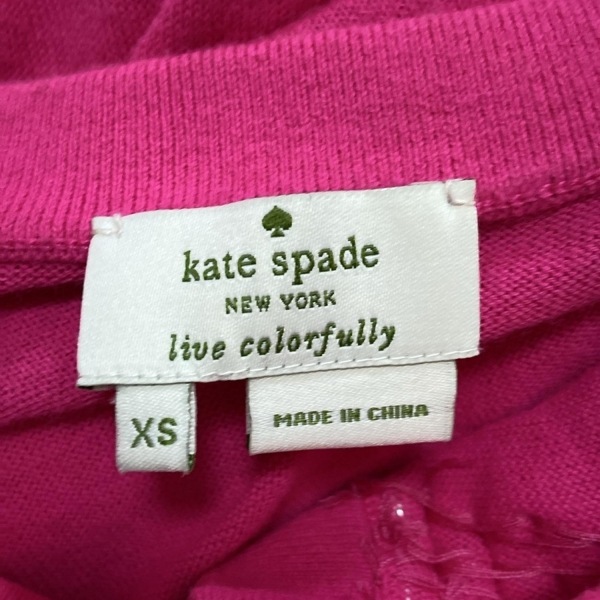 kate spade
NEW YORK
live colorfully
XS
MADE IN CHINA